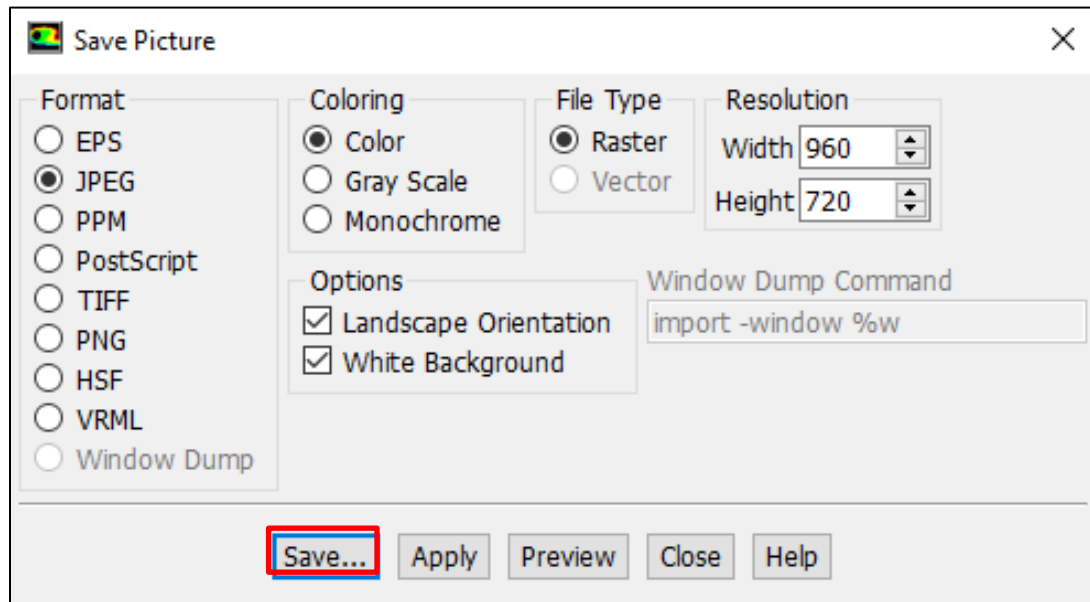 Save Picture
Format
EPS
JPEG
PPM
PostScript
TIFF
PNG
HSF
VRML
Window Dump
Coloring
Color
Gray Scale
Monochrome
File Type
Raster
Vector
Resolution
Width 960
Height 720
Options
Landscape Orientation
White Background
Window Dump Command
import -window %w
Save... Apply Preview Close Help